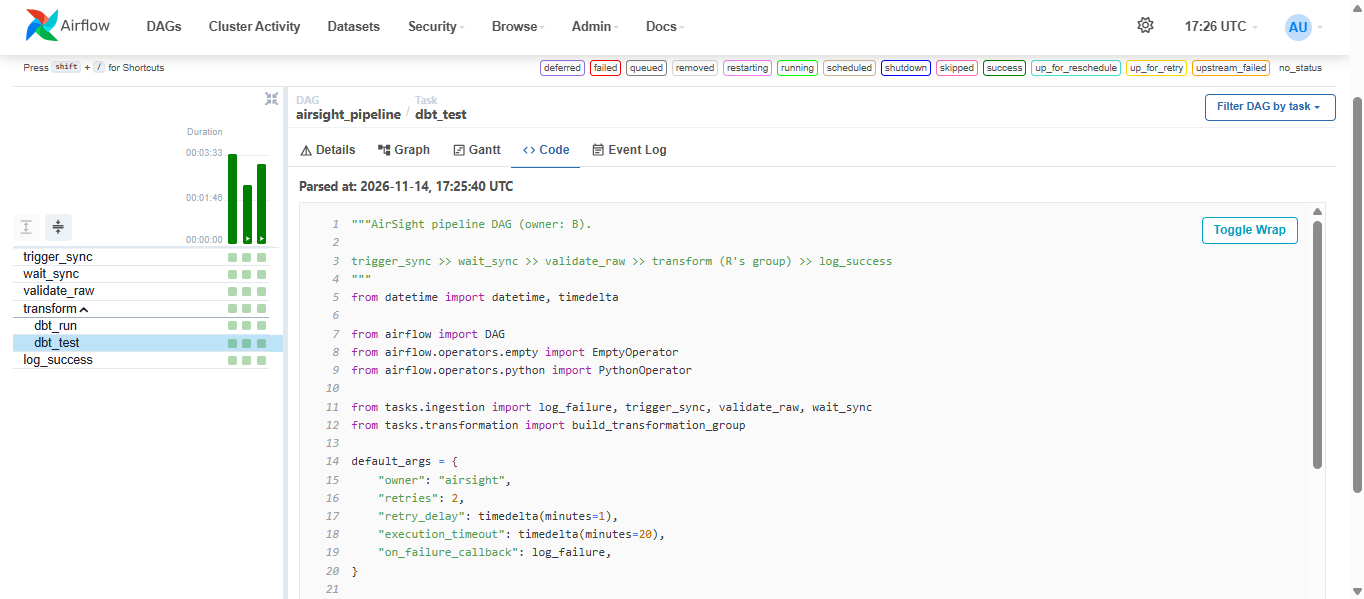 Airflow
DAGs
Cluster Activity
Datasets
Security
Browse
Admin
Docs
17:26 UTC
AU
Press shift + / for Shortcuts
deferred
failed
queued
removed
restarting
running
scheduled
shutdown
skipped
success
up_for_reschedule
up_for_retry
upstream_failed
no_status
Duration
00:03:33
00:01:46
00:00:00
trigger_sync
wait_sync
validate_raw
transform
dbt_run
dbt_test
log_success
DAG
airsight_pipeline
/
Task
dbt_test
Filter DAG by task
Details
Graph
Gantt
<> Code
Event Log
Parsed at: 2026-11-14, 17:25:40 UTC
Toggle Wrap
1 """AirSight pipeline DAG (owner: B).
2
3 trigger_sync >> wait_sync >> validate_raw >> transform (R's group) >> log_success
4 """
5 from datetime import datetime, timedelta
6
7 from airflow import DAG
8 from airflow.operators.empty import EmptyOperator
9 from airflow.operators.python import PythonOperator
10
11 from tasks.ingestion import log_failure, trigger_sync, validate_raw, wait_sync
12 from tasks.transformation import build_transformation_group
13
14 default_args = {
15     "owner": "airsight",
16     "retries": 2,
17     "retry_delay": timedelta(minutes=1),
18     "execution_timeout": timedelta(minutes=20),
19     "on_failure_callback": log_failure,
20 }
21